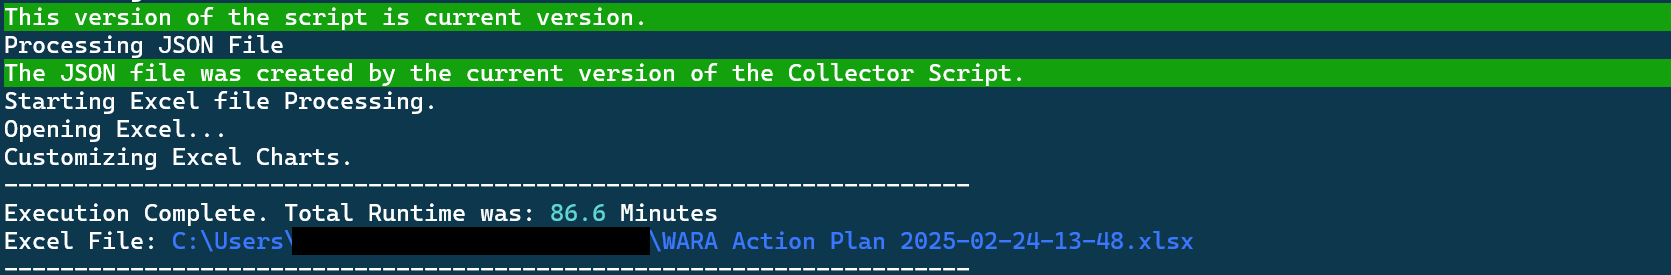 This version of the script is current version.
Processing JSON File
The JSON file was created by the current version of the Collector Script.
Starting Excel file Processing.
Opening Excel...
Customizing Excel Charts.
---------------------------------------------------------------------
Execution Complete. Total Runtime was: 86.6 Minutes
Excel File: C:\Users\ \WARA Action Plan 2025-02-24-13-48.xlsx
---------------------------------------------------------------------